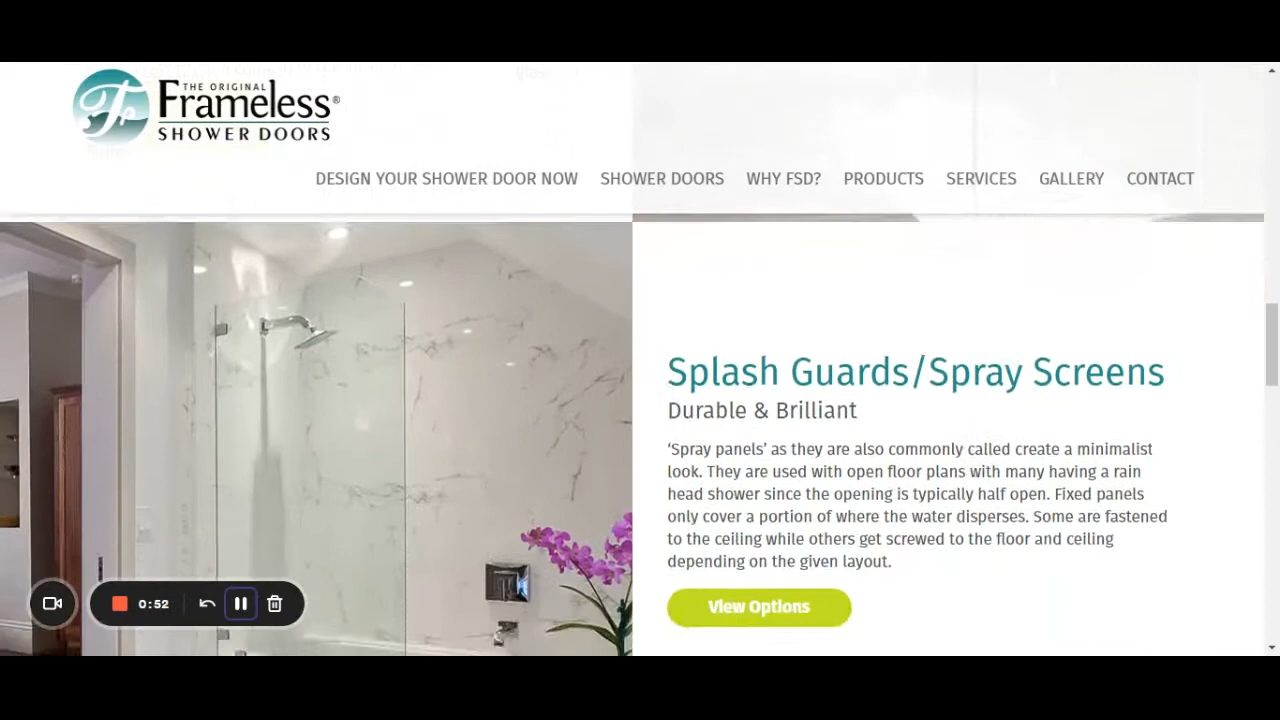 THE ORIGINAL
Frameless®
SHOWER DOORS
DESIGN YOUR SHOWER DOOR NOW SHOWER DOORS WHY FSD? PRODUCTS SERVICES GALLERY CONTACT
Splash Guards/Spray Screens
Durable & Brilliant
‘Spray panels’ as they are also commonly called create a minimalist
look. They are used with open floor plans with many having a rain
head shower since the opening is typically half open. Fixed panels
only cover a portion of where the water disperses. Some are fastened
to the ceiling while others get screwed to the floor and ceiling
depending on the given layout.
View Options
0:52